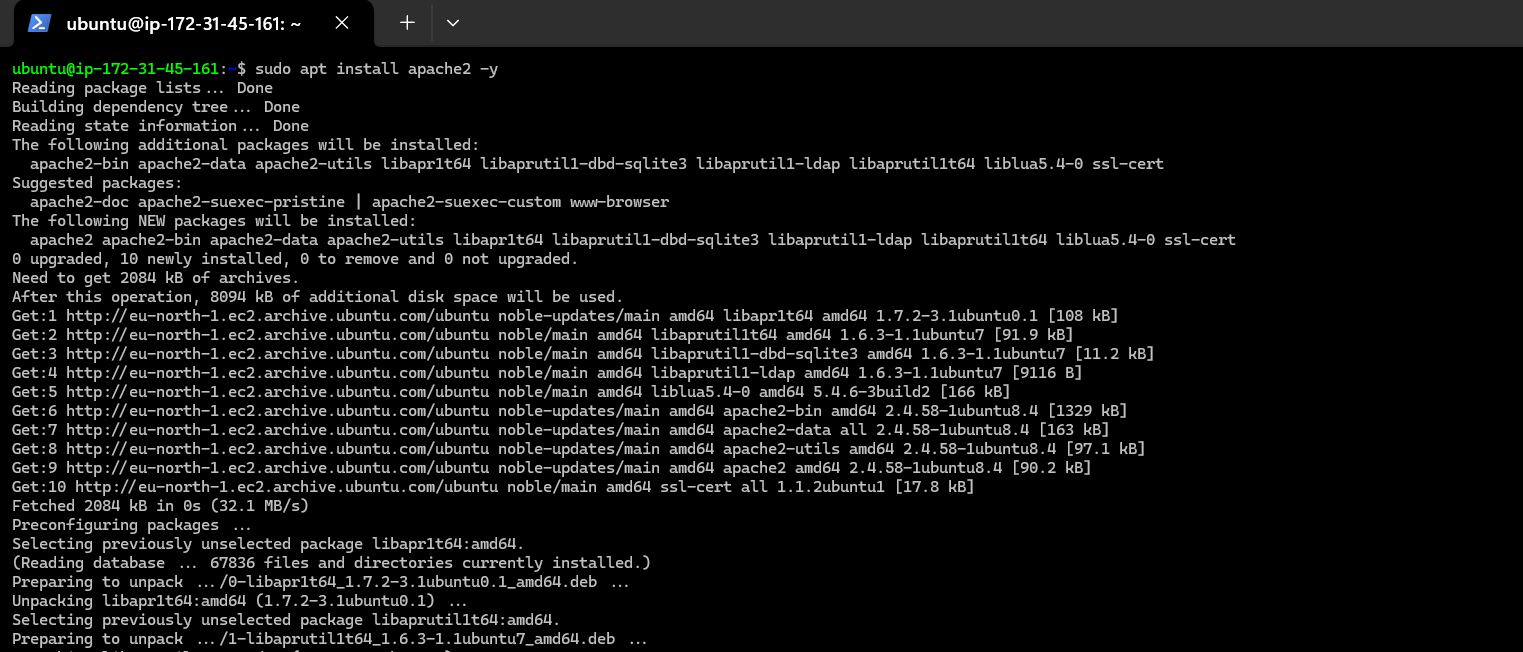 ubuntu@ip-172-31-45-161: ~
ubuntu@ip-172-31-45-161:~$ sudo apt install apache2 -y
Reading package lists... Done
Building dependency tree... Done
Reading state information... Done
The following additional packages will be installed:
  apache2-bin apache2-data apache2-utils libapr1t64 libaprutil1-dbd-sqlite3 libaprutil1-ldap libaprutil1t64 liblua5.4-0 ssl-cert
Suggested packages:
  apache2-doc apache2-suexec-pristine | apache2-suexec-custom www-browser
The following NEW packages will be installed:
  apache2 apache2-bin apache2-data apache2-utils libapr1t64 libaprutil1-dbd-sqlite3 libaprutil1-ldap libaprutil1t64 liblua5.4-0 ssl-cert
0 upgraded, 10 newly installed, 0 to remove and 0 not upgraded.
Need to get 2084 kB of archives.
After this operation, 8094 kB of additional disk space will be used.
Get:1 http://eu-north-1.ec2.archive.ubuntu.com/ubuntu noble-updates/main amd64 libapr1t64 amd64 1.7.2-3.1ubuntu0.1 [108 kB]
Get:2 http://eu-north-1.ec2.archive.ubuntu.com/ubuntu noble/main amd64 libaprutil1t64 amd64 1.6.3-1.1ubuntu7 [91.9 kB]
Get:3 http://eu-north-1.ec2.archive.ubuntu.com/ubuntu noble/main amd64 libaprutil1-dbd-sqlite3 amd64 1.6.3-1.1ubuntu7 [11.2 kB]
Get:4 http://eu-north-1.ec2.archive.ubuntu.com/ubuntu noble/main amd64 libaprutil1-ldap amd64 1.6.3-1.1ubuntu7 [9116 B]
Get:5 http://eu-north-1.ec2.archive.ubuntu.com/ubuntu noble/main amd64 liblua5.4-0 amd64 5.4.6-3build2 [166 kB]
Get:6 http://eu-north-1.ec2.archive.ubuntu.com/ubuntu noble-updates/main amd64 apache2-bin amd64 2.4.58-1ubuntu8.4 [1329 kB]
Get:7 http://eu-north-1.ec2.archive.ubuntu.com/ubuntu noble-updates/main amd64 apache2-data all 2.4.58-1ubuntu8.4 [163 kB]
Get:8 http://eu-north-1.ec2.archive.ubuntu.com/ubuntu noble-updates/main amd64 apache2-utils amd64 2.4.58-1ubuntu8.4 [97.1 kB]
Get:9 http://eu-north-1.ec2.archive.ubuntu.com/ubuntu noble-updates/main amd64 apache2 amd64 2.4.58-1ubuntu8.4 [90.2 kB]
Get:10 http://eu-north-1.ec2.archive.ubuntu.com/ubuntu noble/main amd64 ssl-cert all 1.1.2ubuntu1 [17.8 kB]
Fetched 2084 kB in 0s (32.1 MB/s)
Preconfiguring packages ...
Selecting previously unselected package libapr1t64:amd64.
(Reading database ... 67836 files and directories currently installed.)
Preparing to unpack .../0-libapr1t64_1.7.2-3.1ubuntu0.1_amd64.deb ...
Unpacking libapr1t64:amd64 (1.7.2-3.1ubuntu0.1) ...
Selecting previously unselected package libaprutil1t64:amd64.
Preparing to unpack .../1-libaprutil1t64_1.6.3-1.1ubuntu7_amd64.deb ...